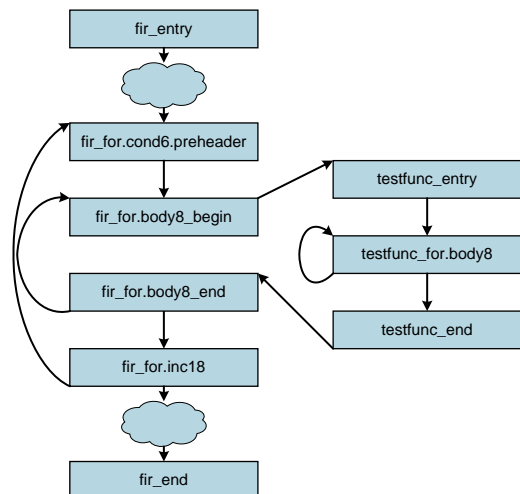 fir_entry
fir_for.cond6.preheader
fir_for.body8_begin
fir_for.body8_end
fir_for.inc18
fir_end
testfunc_entry
testfunc_for.body8
testfunc_end